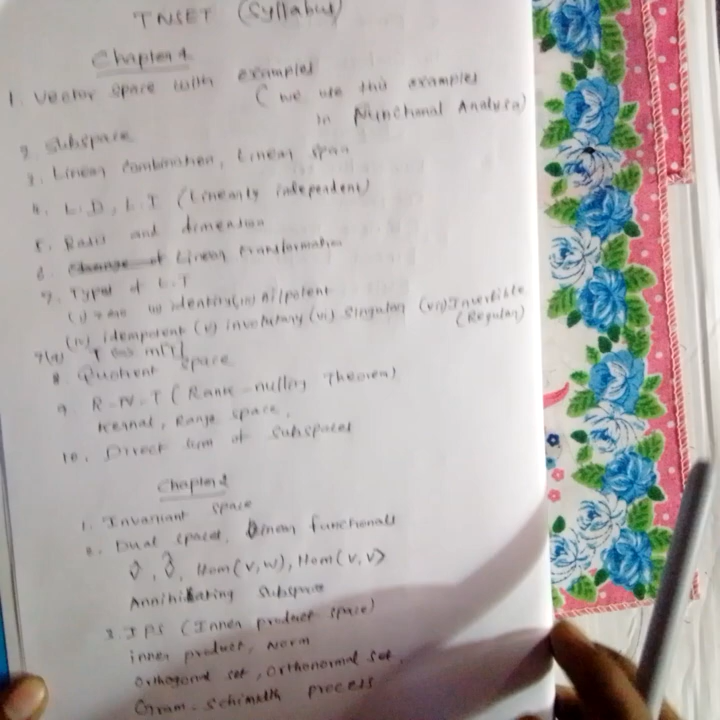 TNSET (Syllabus)
Chapter 1
1. Vector space with examples
( we use this examples
in Functional Analysis)
2. Subspace
3. Linear Combination, Linear span
4. L.D, L.I (Linearly independent)
5. Basis and dimension
6. Change of Linear transformation
7. Types of L.T
(i) zero (ii) identity (iii) nilpotent
(iv) idempotent (v) involutary (vi) singular (vii) Invertible
(Regular)
7(a) T m[T]
8. Quotient space
9. R-N-T (Rank-nullity Theorem)
Kernal, Range space,
10. Direct sum of subspaces
Chapter 2
1. Invariant space
2. Dual spaces, Linear functionals
Hom(V,W), Hom(V,V)
Annihilating Subspace
3. IPS (Inner product space)
inner product, Norm
Orthogonal set, Orthonormal set,
Gram-Schimdth process